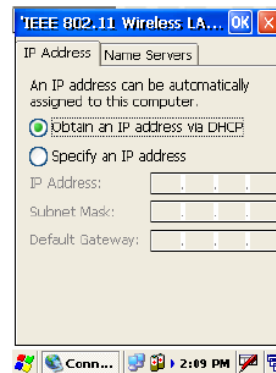 'IEEE 802.11 Wireless LA... OK X
IP Address Name Servers
An IP address can be automatically
assigned to this computer.
Obtain an IP address via DHCP
Specify an IP address
IP Address:
Subnet Mask:
Default Gateway:
Conn... 2:09 PM